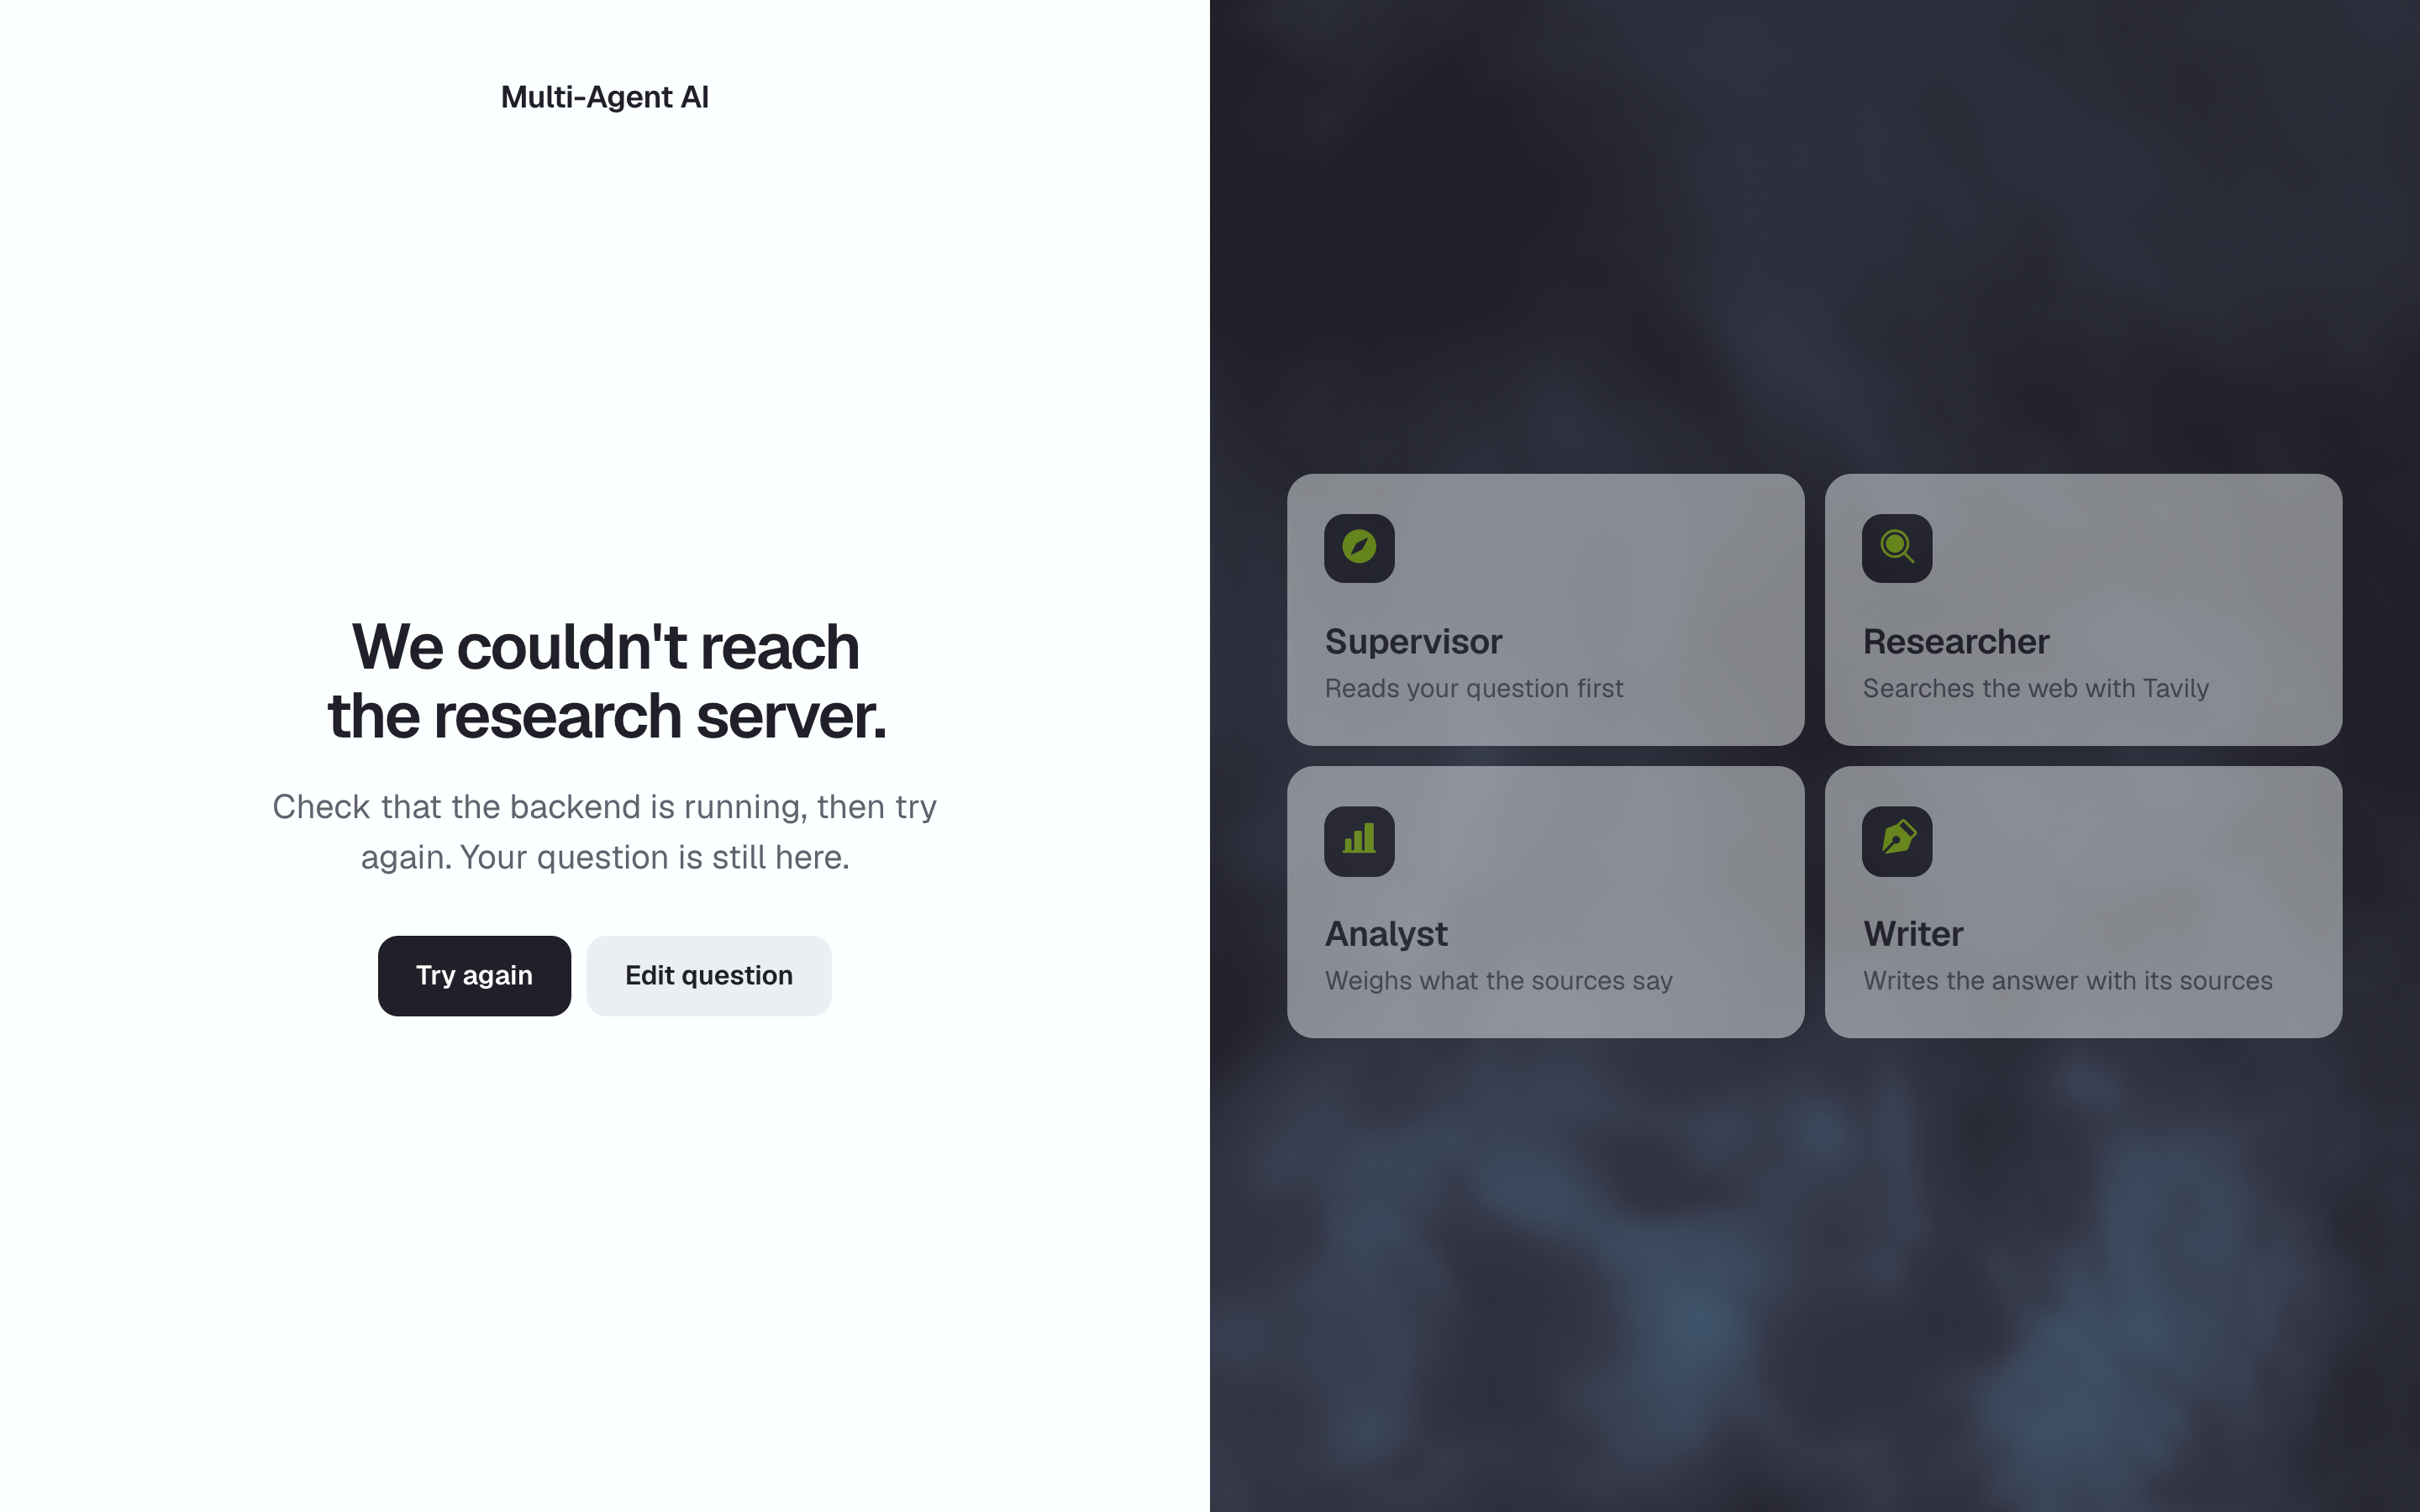 Multi-Agent AI
We couldn't reach
the research server.
Check that the backend is running, then try
again. Your question is still here.
Try again
Edit question
Supervisor
Reads your question first
Researcher
Searches the web with Tavily
Analyst
Weighs what the sources say
Writer
Writes the answer with its sources